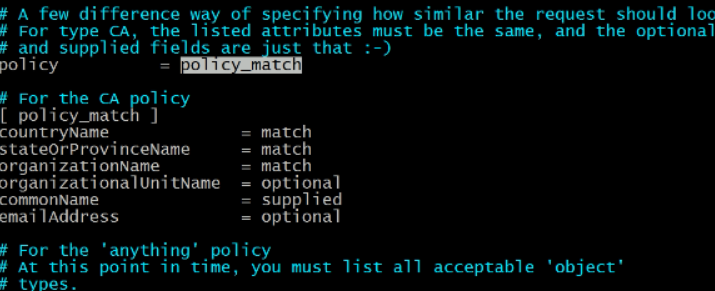 # A few difference way of specifying how similar the request should loo
# For type CA, the listed attributes must be the same, and the optional
# and supplied fields are just that :-)
policy = policy_match
# For the CA policy
[ policy_match ]
countryName = match
stateOrProvinceName = match
organizationName = match
organizationalUnitName = optional
commonName = supplied
emailAddress = optional
# For the 'anything' policy
# At this point in time, you must list all acceptable 'object'
# types.